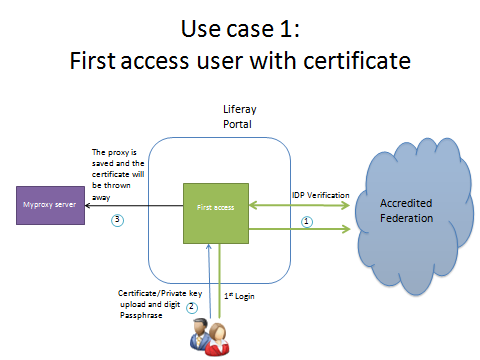 Use case 1:
First access user with certificate
Liferay
Portal
The proxy is
saved and the
certificate will
be thrown
away
Myproxy server
First access
IDP Verification
Accredited
Federation
3
1
Certificate/Private key
upload and digit
Passphrase
2
1st Login